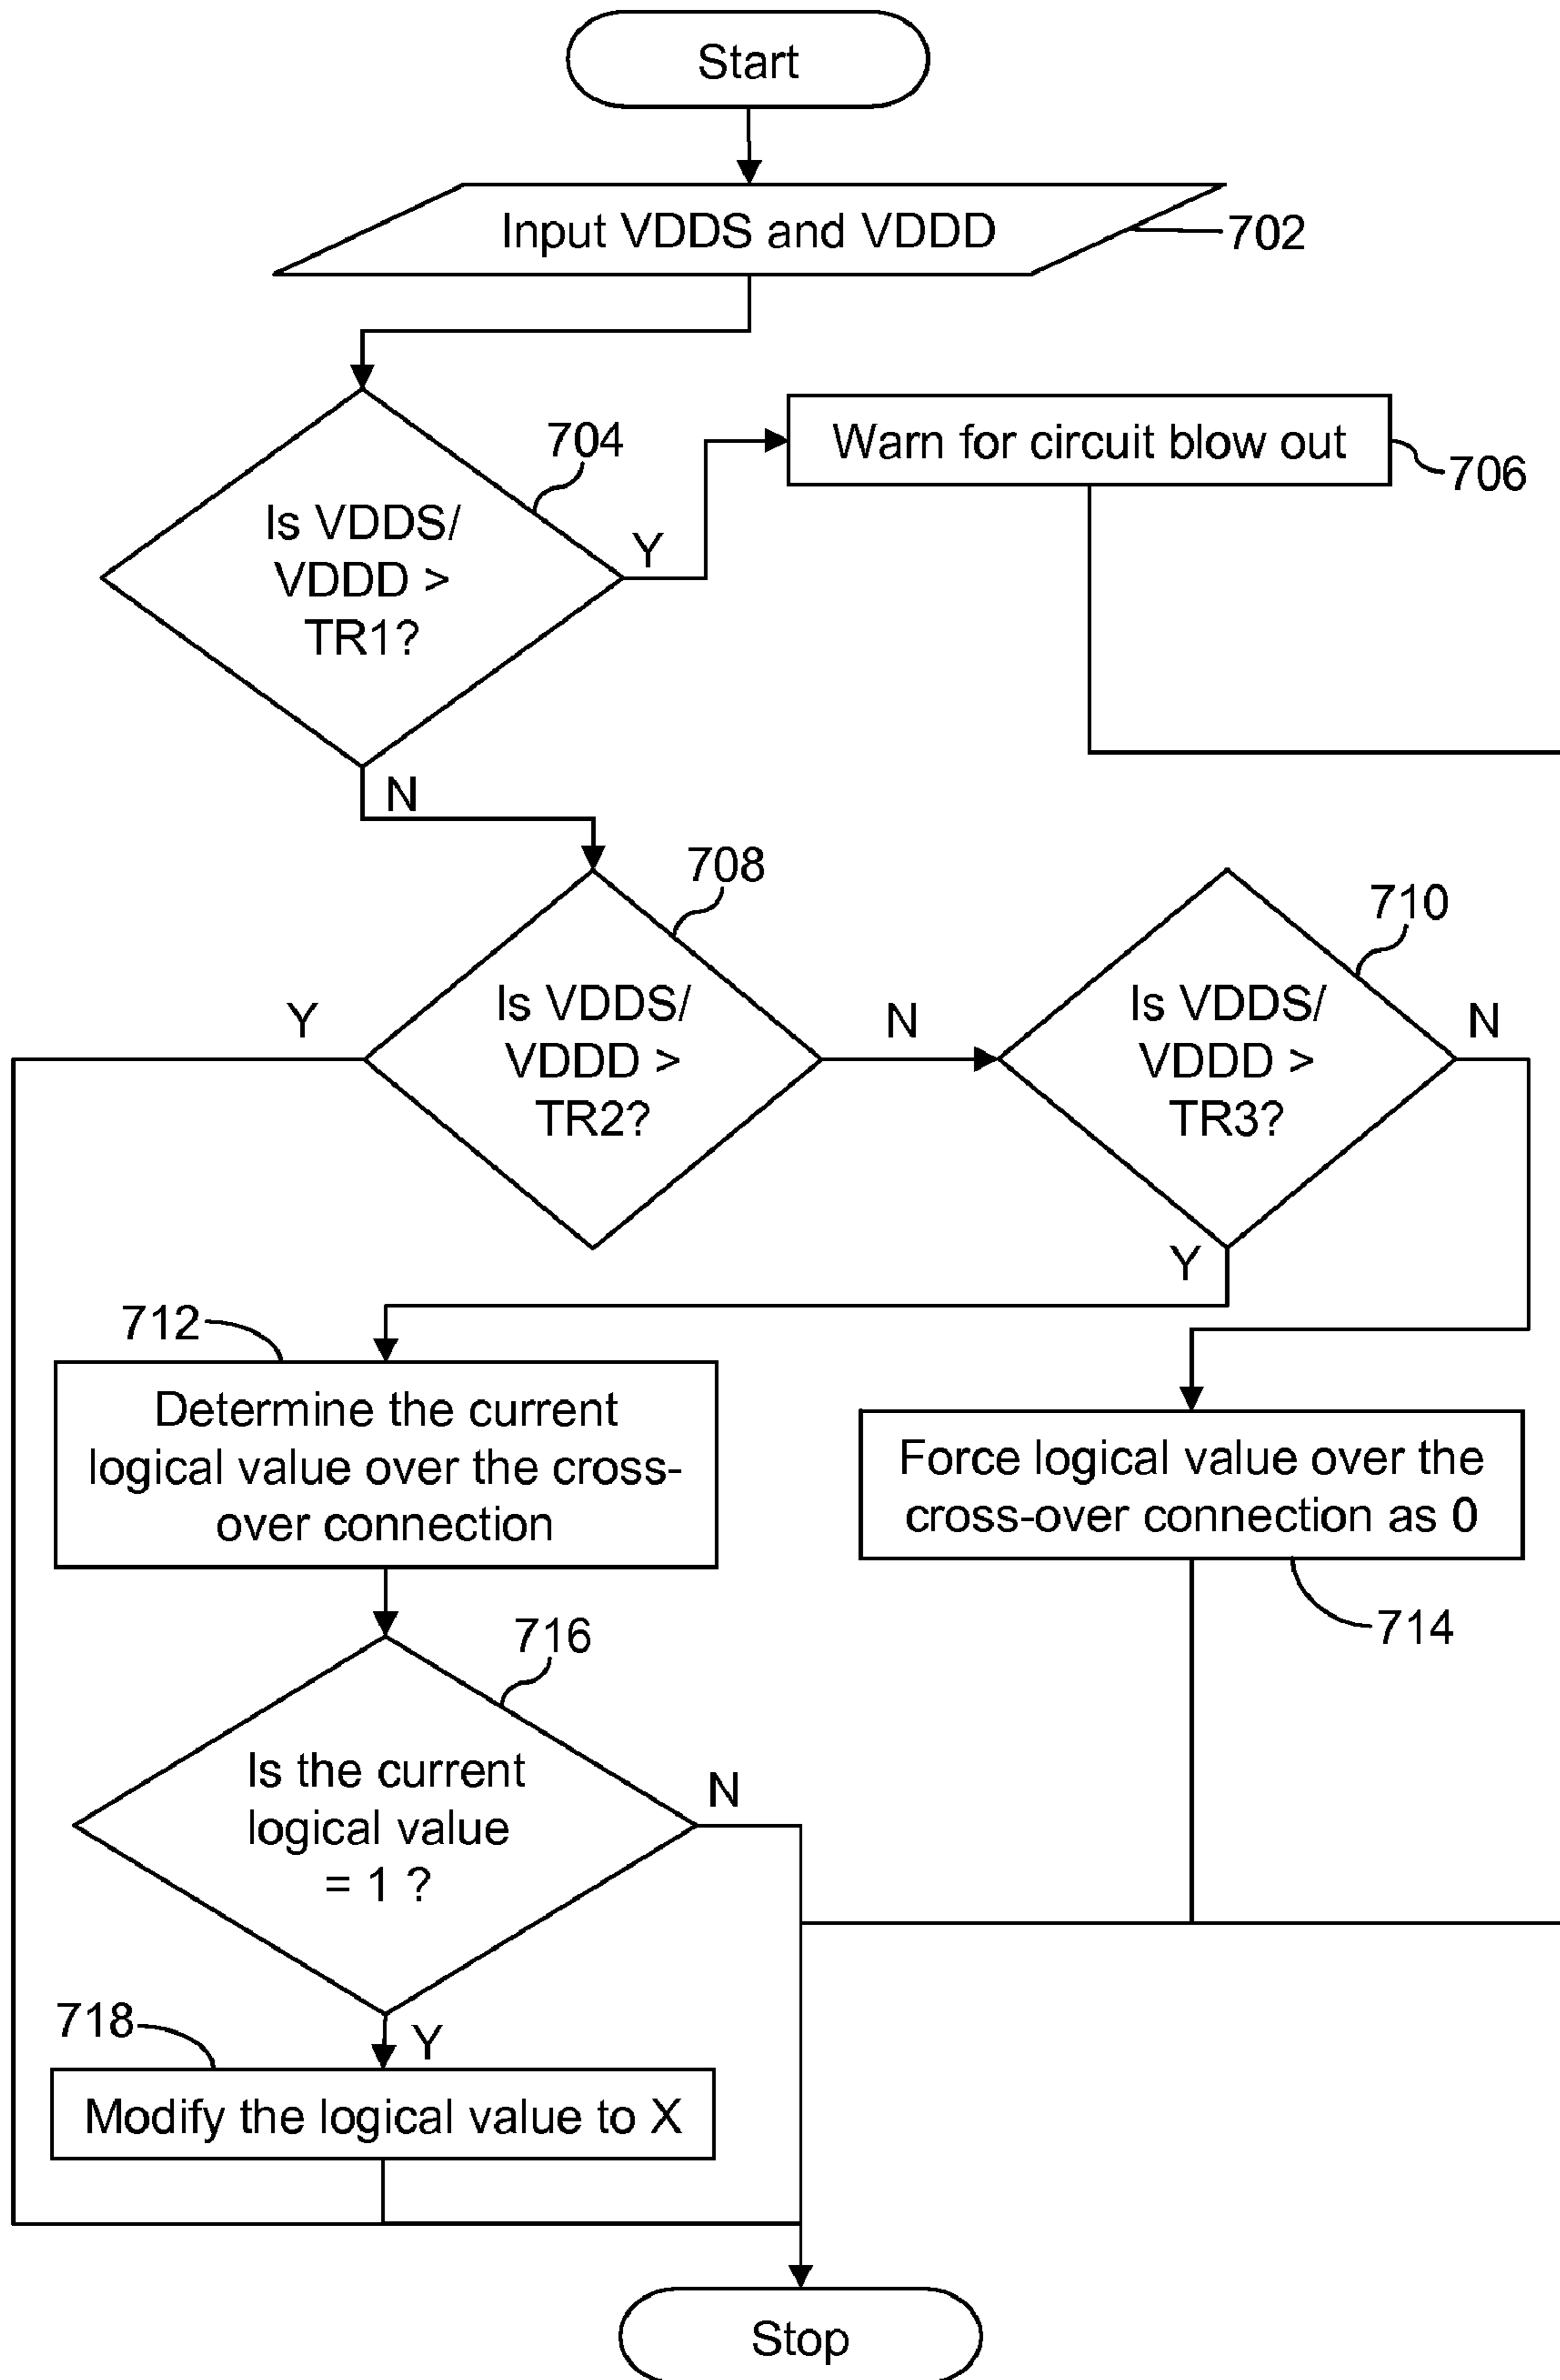 Start
Input VDDS and VDDD
702
704
Is VDDS/
VDDD >
TR1?
Y
Warn for circuit blow out
706
N
708
Is VDDS/
VDDD >
TR2?
Y
N
710
Is VDDS/
VDDD >
TR3?
N
Y
712
Determine the current
logical value over the cross-
over connection
Force logical value over the
cross-over connection as 0
714
716
Is the current
logical value
= 1 ?
N
718
Y
Modify the logical value to X
Stop